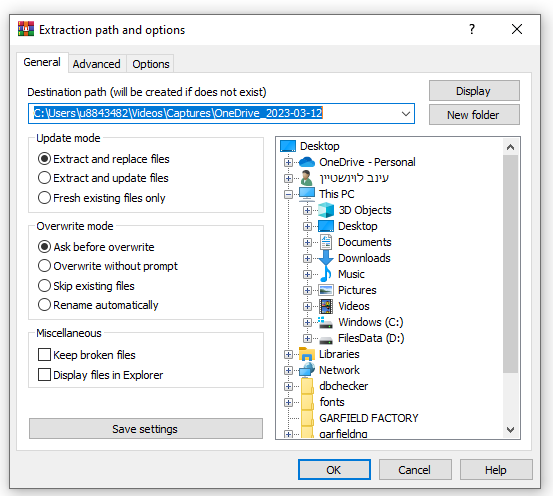 Extraction path and options
General
Advanced
Options
Destination path (will be created if does not exist)
Display
C:\Users\u8843482\Videos\Captures\OneDrive_2023-03-12
New folder
Update mode
Extract and replace files
Extract and update files
Fresh existing files only
Overwrite mode
Ask before overwrite
Overwrite without prompt
Skip existing files
Rename automatically
Miscellaneous
Keep broken files
Display files in Explorer
Save settings
Desktop
OneDrive - Personal
עינב לוינשטיין
This PC
3D Objects
Desktop
Documents
Downloads
Music
Pictures
Videos
Windows (C:)
FilesData (D:)
Libraries
Network
dbchecker
fonts
GARFIELD FACTORY
garfieldng
OK
Cancel
Help